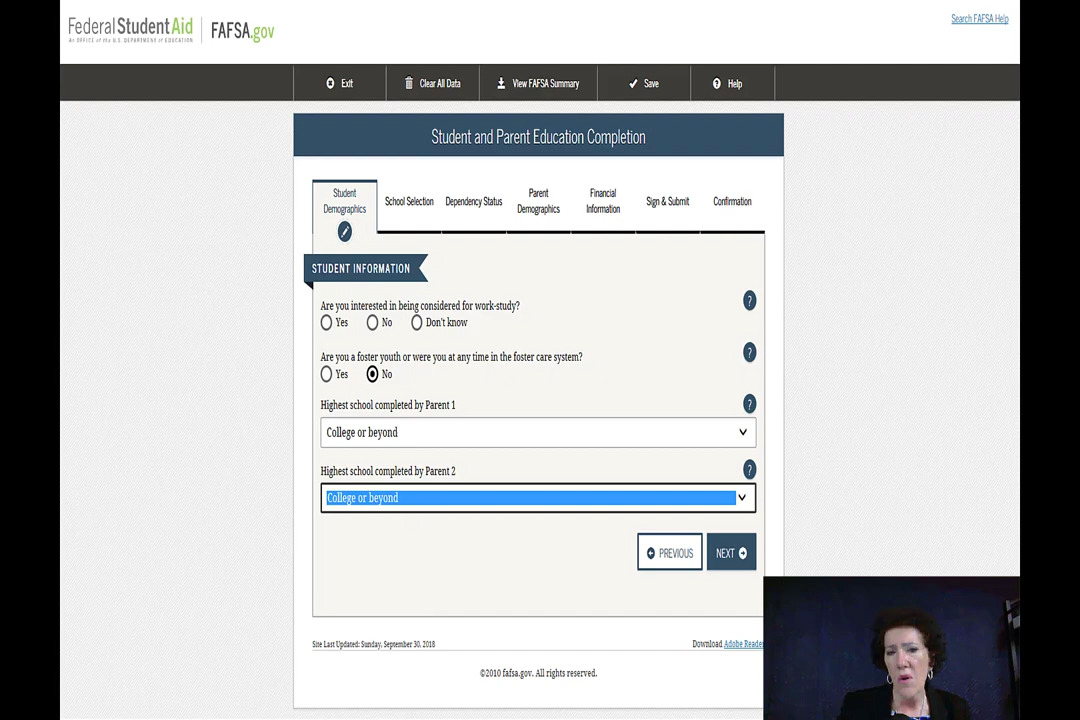 Federal Student Aid
An OFFICE of the U.S. DEPARTMENT of EDUCATION
FAFSA.gov
Search FAFSA Help
Exit
Clear All Data
View FAFSA Summary
Save
Help
Student and Parent Education Completion
Student Demographics
School Selection
Dependency Status
Parent Demographics
Financial Information
Sign & Submit
Confirmation
STUDENT INFORMATION
Are you interested in being considered for work-study?
?
Yes No Don't know
Are you a foster youth or were you at any time in the foster care system?
?
Yes No
Highest school completed by Parent 1
?
College or beyond
Highest school completed by Parent 2
?
College or beyond
PREVIOUS
NEXT
Site Last Updated: Sunday, September 30, 2018
Download Adobe Reader
©2010 fafsa.gov. All rights reserved.